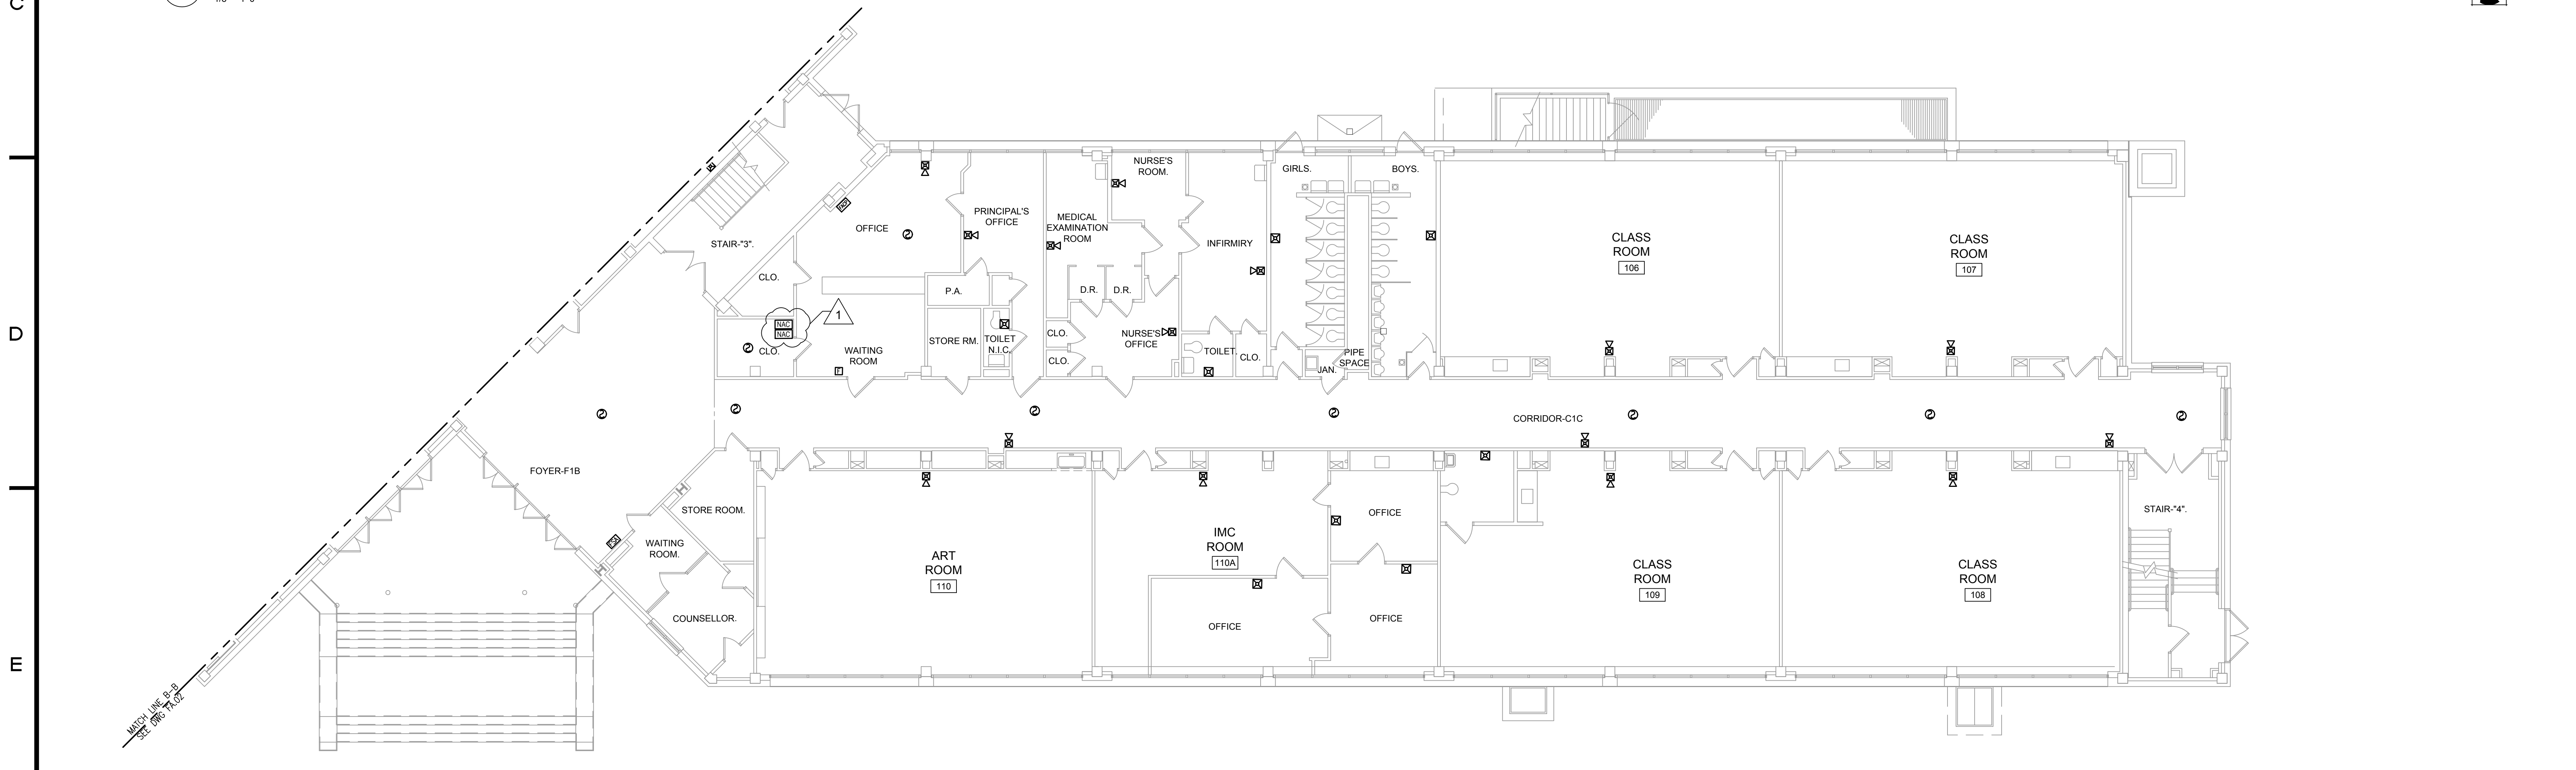 C
D
E
NURSE'S
ROOM.
GIRLS.
BOYS.
FACP
PRINCIPAL'S
OFFICE
MEDICAL
EXAMINATION
ROOM
OFFICE
STAIR-"3".
INFIRMIRY
CLASS
ROOM
106
CLASS
ROOM
107
CLO.
P.A.
D.R.
D.R.
NAC
NAC
1
CLO.
WAITING
ROOM
STORE RM.
TOILET
N.I.C.
CLO.
CLO.
NURSE'S
OFFICE
TOILET
CLO.
JAN.
PIPE
SPACE
F
CORRIDOR-C1C
FOYER-F1B
STORE ROOM.
WAITING
ROOM.
COUNSELLOR.
ART
ROOM
110
IMC
ROOM
110A
OFFICE
OFFICE
OFFICE
CLASS
ROOM
109
CLASS
ROOM
108
STAIR-"4".
MATCH LINE B-B
SEE DWG FA.02